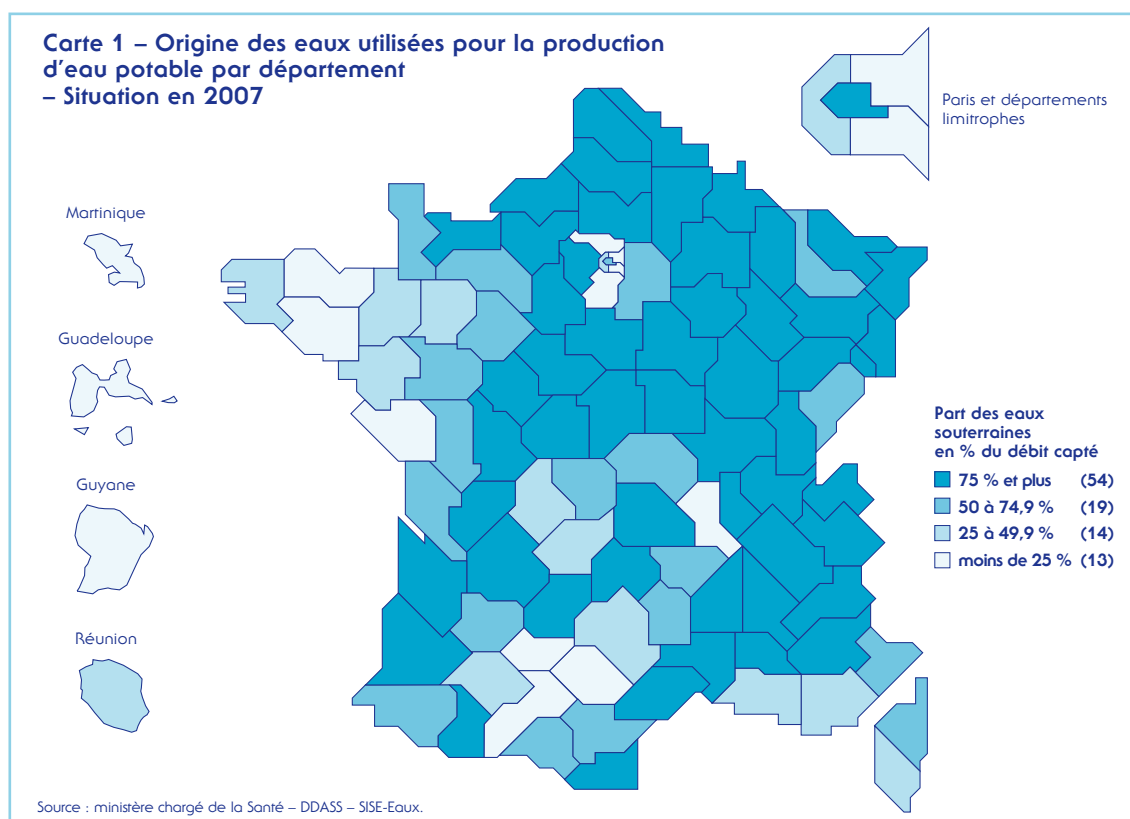 Carte 1 – Origine des eaux utilisées pour la production
d'eau potable par département
– Situation en 2007
Paris et départements
limitrophes
Martinique
Guadeloupe
Guyane
Réunion
Part des eaux
souterraines
en % du débit capté
75 % et plus (54)
50 à 74,9 % (19)
25 à 49,9 % (14)
moins de 25 % (13)
Source : ministère chargé de la Santé – DDASS – SISE-Eaux.